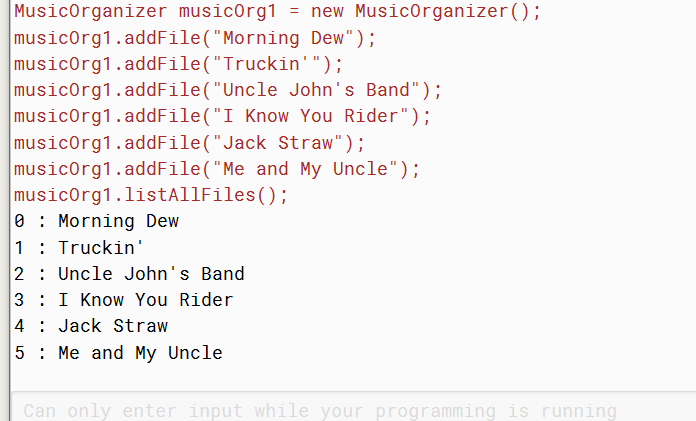 MusicOrganizer musicOrg1 = new MusicOrganizer();
musicOrg1.addFile("Morning Dew");
musicOrg1.addFile("Truckin'");
musicOrg1.addFile("Uncle John's Band");
musicOrg1.addFile("I Know You Rider");
musicOrg1.addFile("Jack Straw");
musicOrg1.addFile("Me and My Uncle");
musicOrg1.listAllFiles();
0 : Morning Dew
1 : Truckin'
2 : Uncle John's Band
3 : I Know You Rider
4 : Jack Straw
5 : Me and My Uncle
Can only enter input while your programming is running